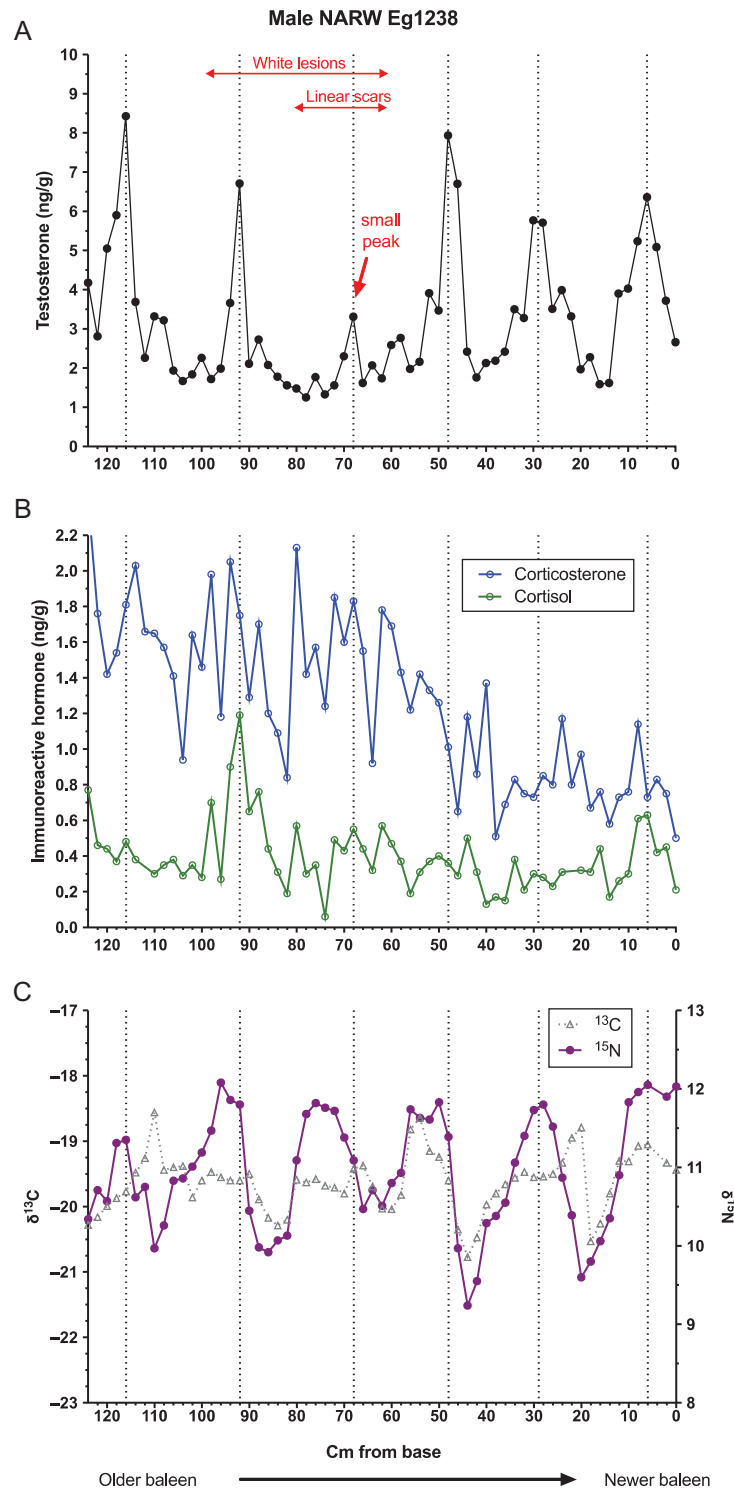 Male NARW Eg1238
A
Testosterone (ng/g)
10
9
8
7
6
5
4
3
2
1
0
White lesions
Linear scars
small
peak
120 110 100 90 80 70 60 50 40 30 20 10 0
B
Immunoreactive hormone (ng/g)
2.2
2.0
1.8
1.6
1.4
1.2
1.0
0.8
0.6
0.4
0.2
0.0
Corticosterone
Cortisol
120 110 100 90 80 70 60 50 40 30 20 10 0
C
δ¹³C
−17
−18
−19
−20
−21
−22
−23
¹³C
¹⁵N
13
12
11
10
9
8
δ¹⁵N
120 110 100 90 80 70 60 50 40 30 20 10 0
Cm from base
Older baleen Newer baleen